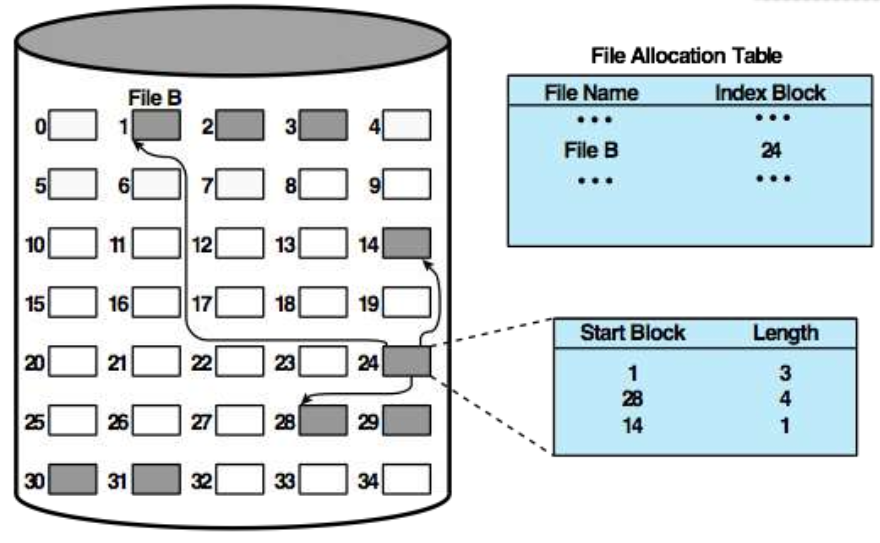 File Allocation Table
File Name Index Block
• • • • • •
File B 24
• • • • • •
File B
0 1 2 3 4
5 6 7 8 9
10 11 12 13 14
15 16 17 18 19
20 21 22 23 24
25 26 27 28 29
30 31 32 33 34
Start Block Length
1 3
28 4
14 1